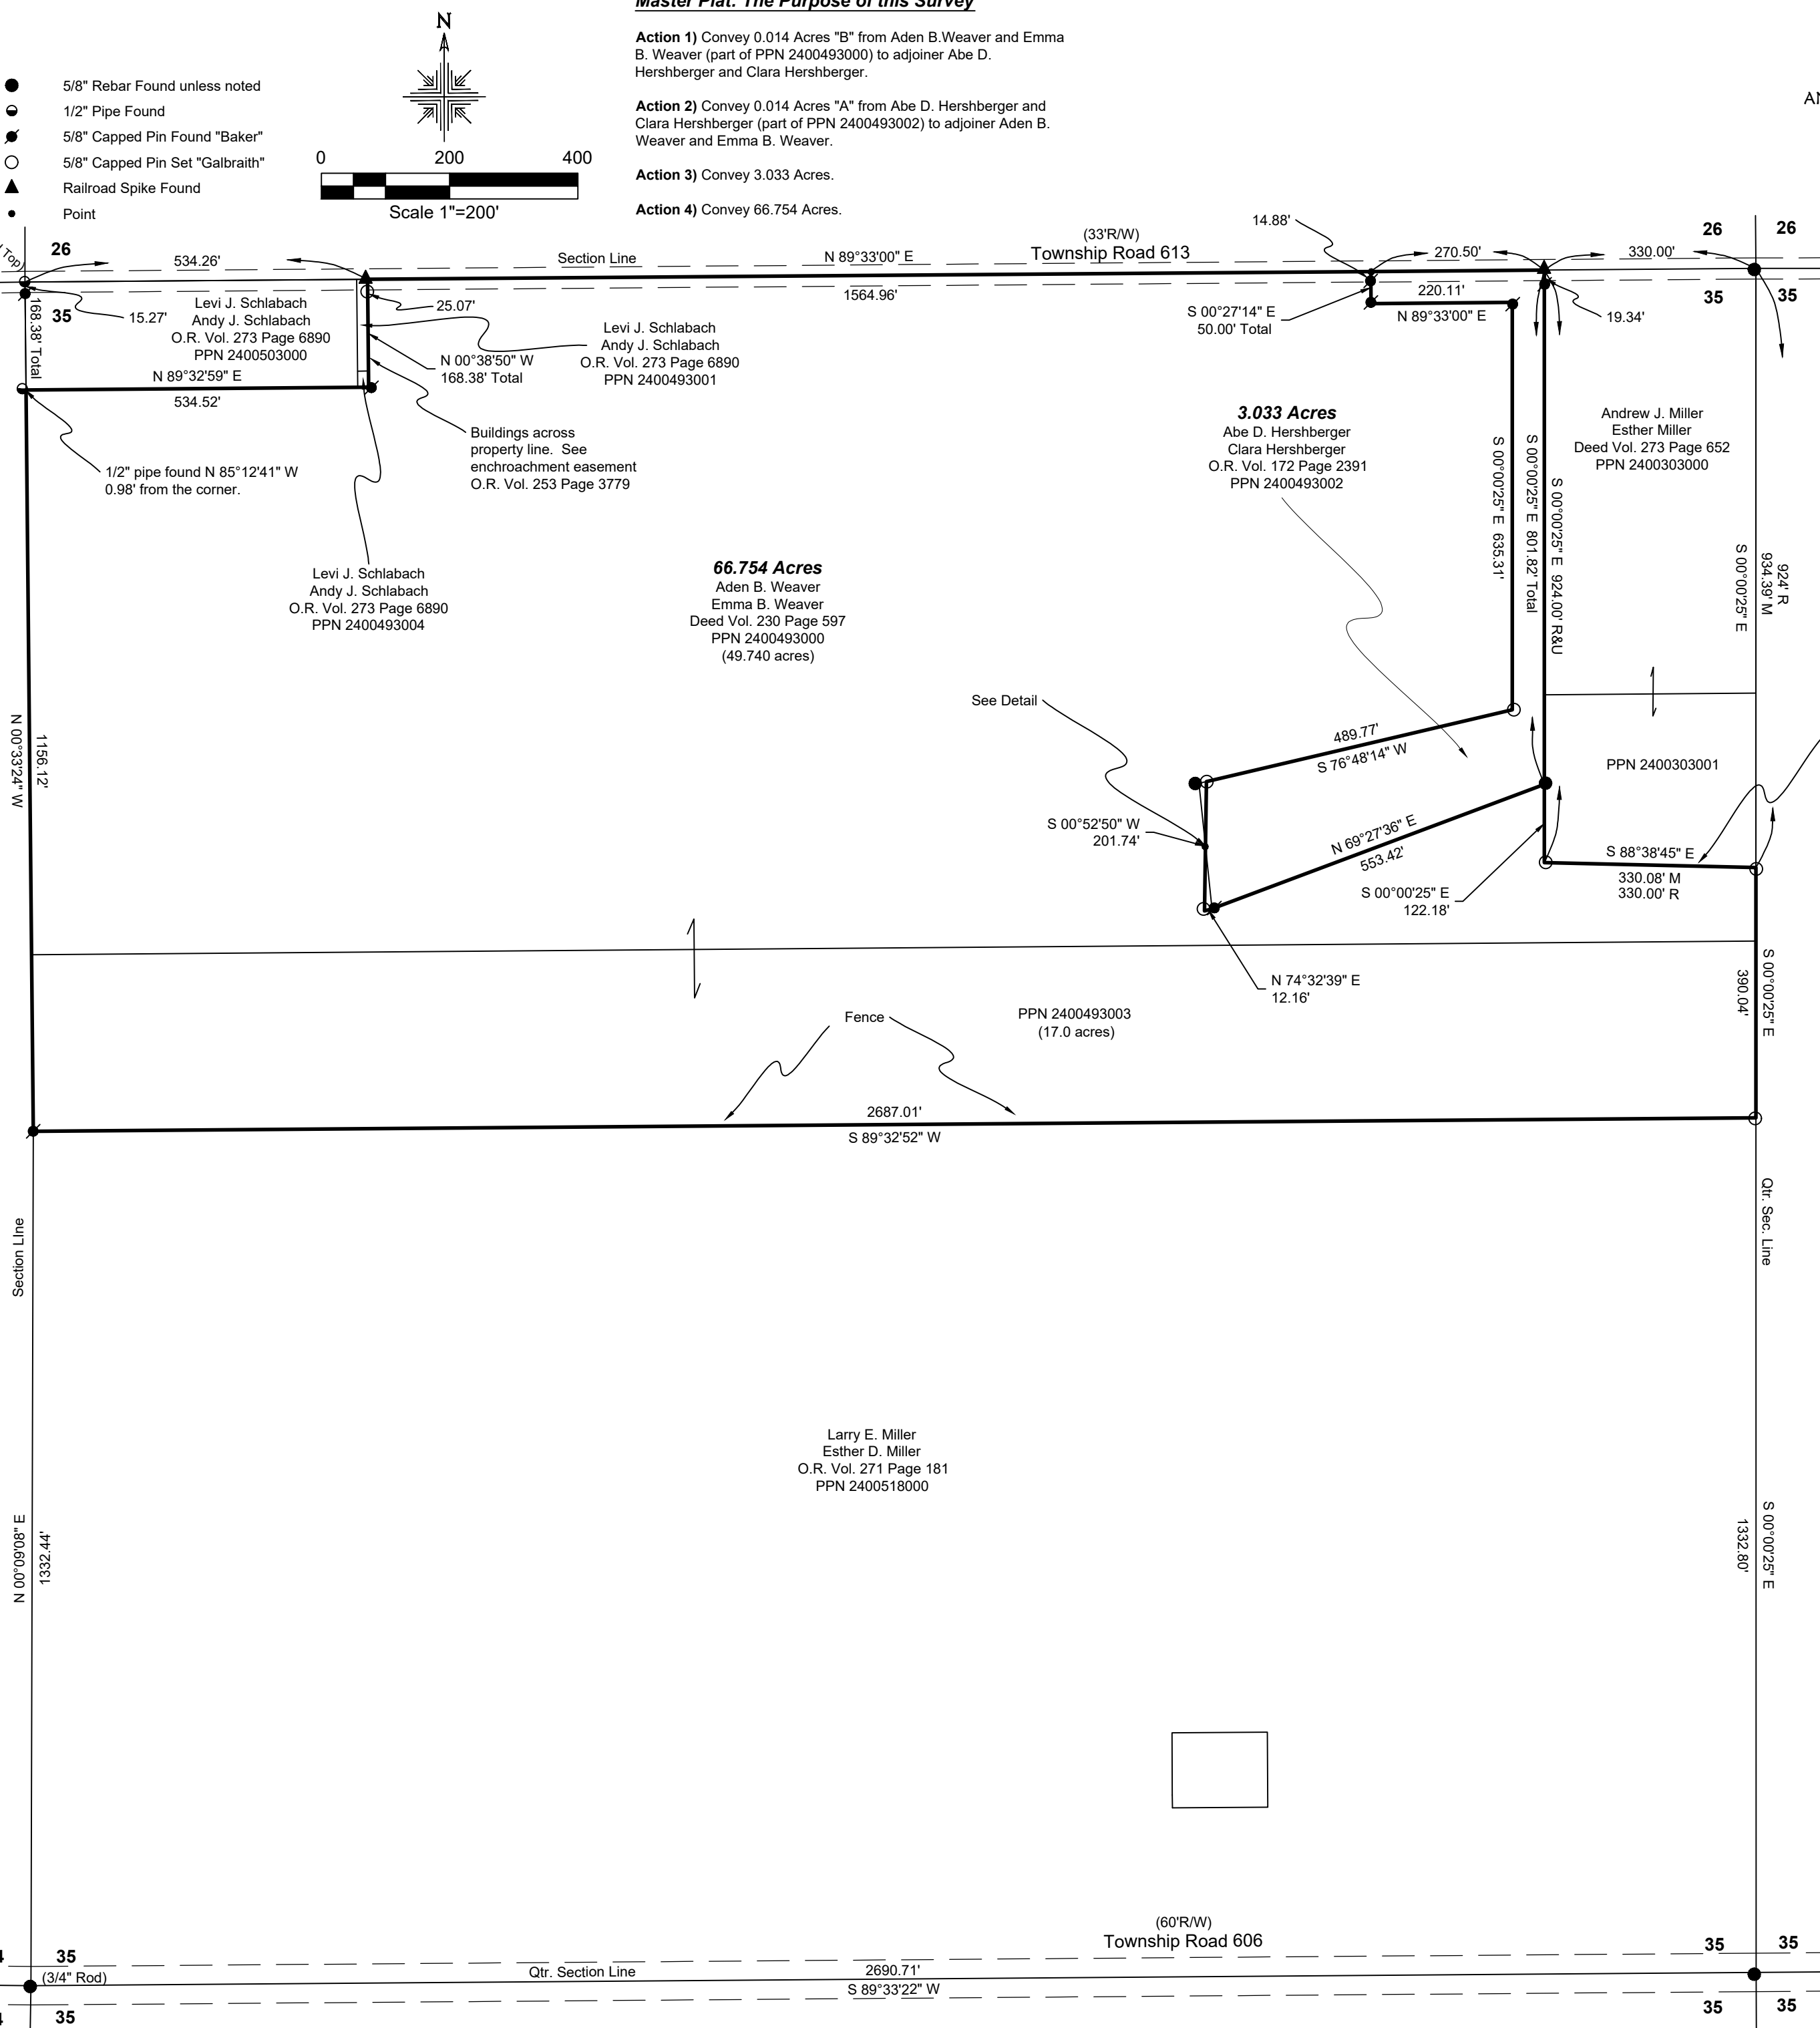 Master Plat: The Purpose of this Survey
Action 1) Convey 0.014 Acres "B" from Aden B.Weaver and Emma
B. Weaver (part of PPN 2400493000) to adjoiner Abe D.
Hershberger and Clara Hershberger.
Action 2) Convey 0.014 Acres "A" from Abe D. Hershberger and
Clara Hershberger (part of PPN 2400493002) to adjoiner Aden B.
Weaver and Emma B. Weaver.
Action 3) Convey 3.033 Acres.
Action 4) Convey 66.754 Acres.
N
5/8" Rebar Found unless noted
1/2" Pipe Found
5/8" Capped Pin Found "Baker"
5/8" Capped Pin Set "Galbraith"
Railroad Spike Found
Point
0 200 400
Scale 1"=200'
AN
Top)
26
534.26'
Section Line
N 89°33'00" E
(33'R/W)
Township Road 613
14.88'
270.50'
330.00'
26
26
35
35
35
1564.96'
168.38' Total
15.27'
Levi J. Schlabach
Andy J. Schlabach
O.R. Vol. 273 Page 6890
PPN 2400503000
25.07'
N 89°32'59" E
534.52'
N 00°38'50" W
168.38' Total
Levi J. Schlabach
Andy J. Schlabach
O.R. Vol. 273 Page 6890
PPN 2400493001
S 00°27'14" E
50.00' Total
220.11'
N 89°33'00" E
19.34'
Buildings across
property line. See
enchroachment easement
O.R. Vol. 253 Page 3779
1/2" pipe found N 85°12'41" W
0.98' from the corner.
3.033 Acres
Abe D. Hershberger
Clara Hershberger
O.R. Vol. 172 Page 2391
PPN 2400493002
S 00°00'25" E 635.31'
S 00°00'25" E 801.82' Total
S 00°00'25" E 924.00' R&U
Andrew J. Miller
Esther Miller
Deed Vol. 273 Page 652
PPN 2400303000
S 00°00'25" E
934.39' M
924' R
Levi J. Schlabach
Andy J. Schlabach
O.R. Vol. 273 Page 6890
PPN 2400493004
66.754 Acres
Aden B. Weaver
Emma B. Weaver
Deed Vol. 230 Page 597
PPN 2400493000
(49.740 acres)
N 00°33'24" W
1156.12'
See Detail
489.77'
S 76°48'14" W
PPN 2400303001
S 00°52'50" W
201.74'
N 69°27'36" E
553.42'
S 88°38'45" E
330.08' M
330.00' R
S 00°00'25" E
122.18'
N 74°32'39" E
12.16'
390.04'
S 00°00'25" E
Fence
PPN 2400493003
(17.0 acres)
2687.01'
S 89°32'52" W
Section LIne
Qtr. Sec. Line
Larry E. Miller
Esther D. Miller
O.R. Vol. 271 Page 181
PPN 2400518000
N 00°09'08" E
1332.44'
1332.80'
S 00°00'25" E
(60'R/W)
Township Road 606
35
35
35
(3/4" Rod)
Qtr. Section Line
2690.71'
S 89°33'22" W
35
35
35